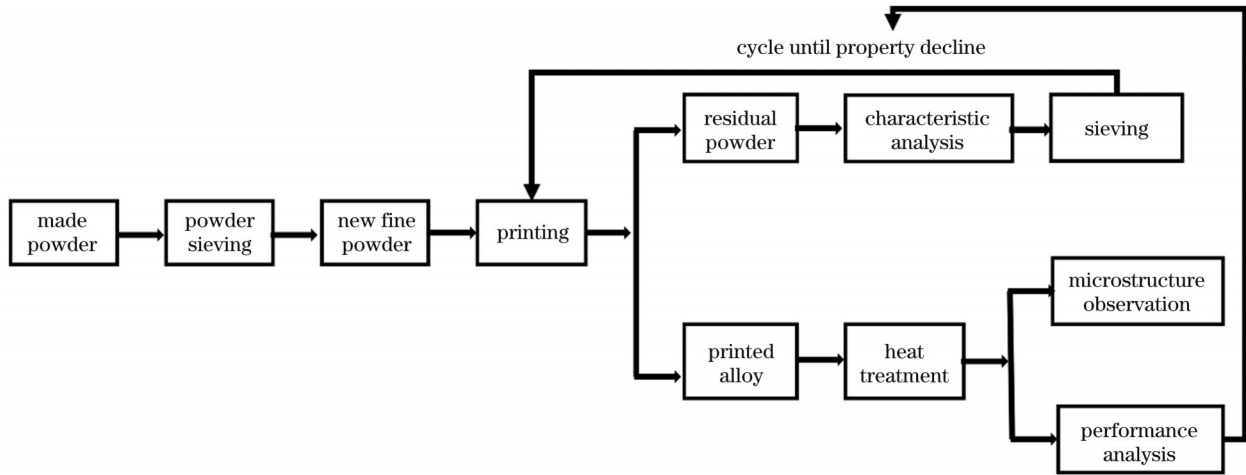 cycle until property decline
residual
powder
characteristic
analysis
sieving
made
powder
powder
sieving
new fine
powder
printing
microstructure
observation
printed
alloy
heat
treatment
performance
analysis